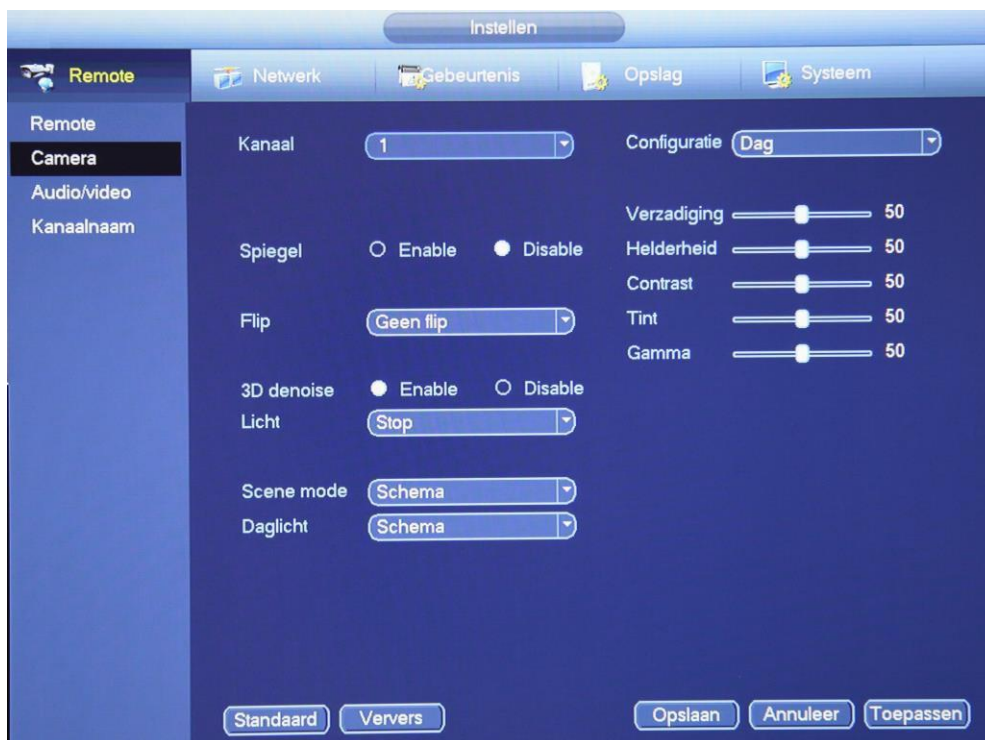 Instellen
Remote Netwerk Gebeurtenis Opslag Systeem
Remote
Camera
Audio/video
Kanaalnaam
Kanaal 1 Configuratie Dag
Verzadiging 50
Spiegel Enable Disable Helderheid 50
Contrast 50
Flip Geen flip Tint 50
Gamma 50
3D denoise Enable Disable
Licht Stop
Scene mode Schema
Daglicht Schema
Standaard Ververs Opslaan Annuleer Toepassen